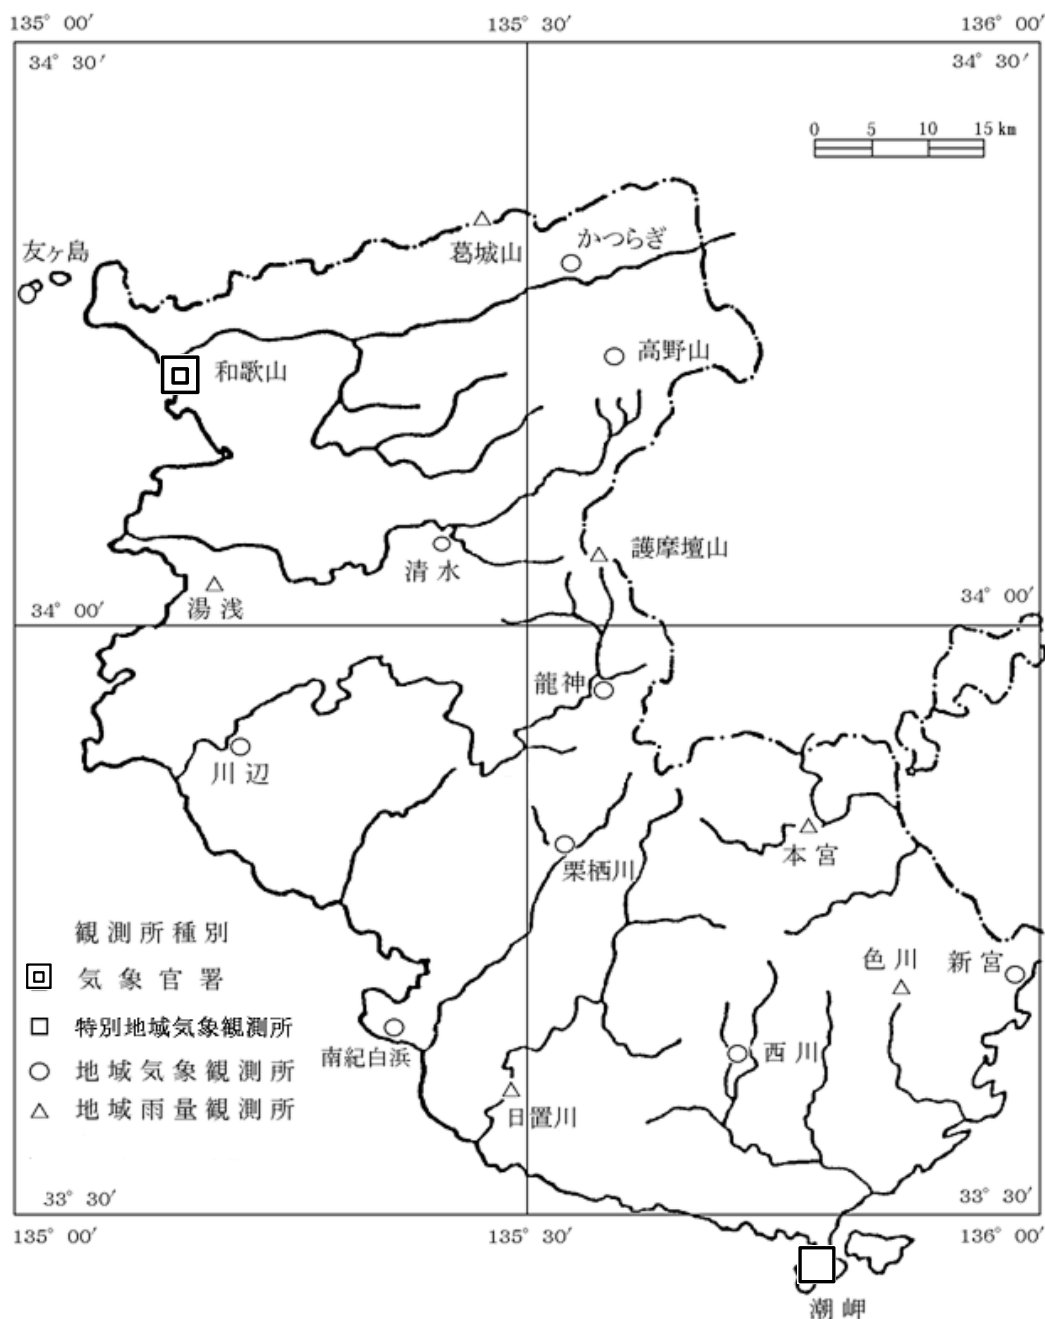 135° 00′ 135° 30′ 136° 00′
34° 30′ 34° 30′
0 5 10 15 km
友ヶ島
葛城山
かつらぎ
和歌山
高野山
清水
護摩壇山
湯浅
34° 00′ 34° 00′
龍神
川辺
本宮
栗栖川
観測所種別
気象官署
特別地域気象観測所
地域気象観測所
地域雨量観測所
色川
新宮
南紀白浜
西川
日置川
33° 30′ 33° 30′
135° 00′ 135° 30′ 136° 00′
潮岬